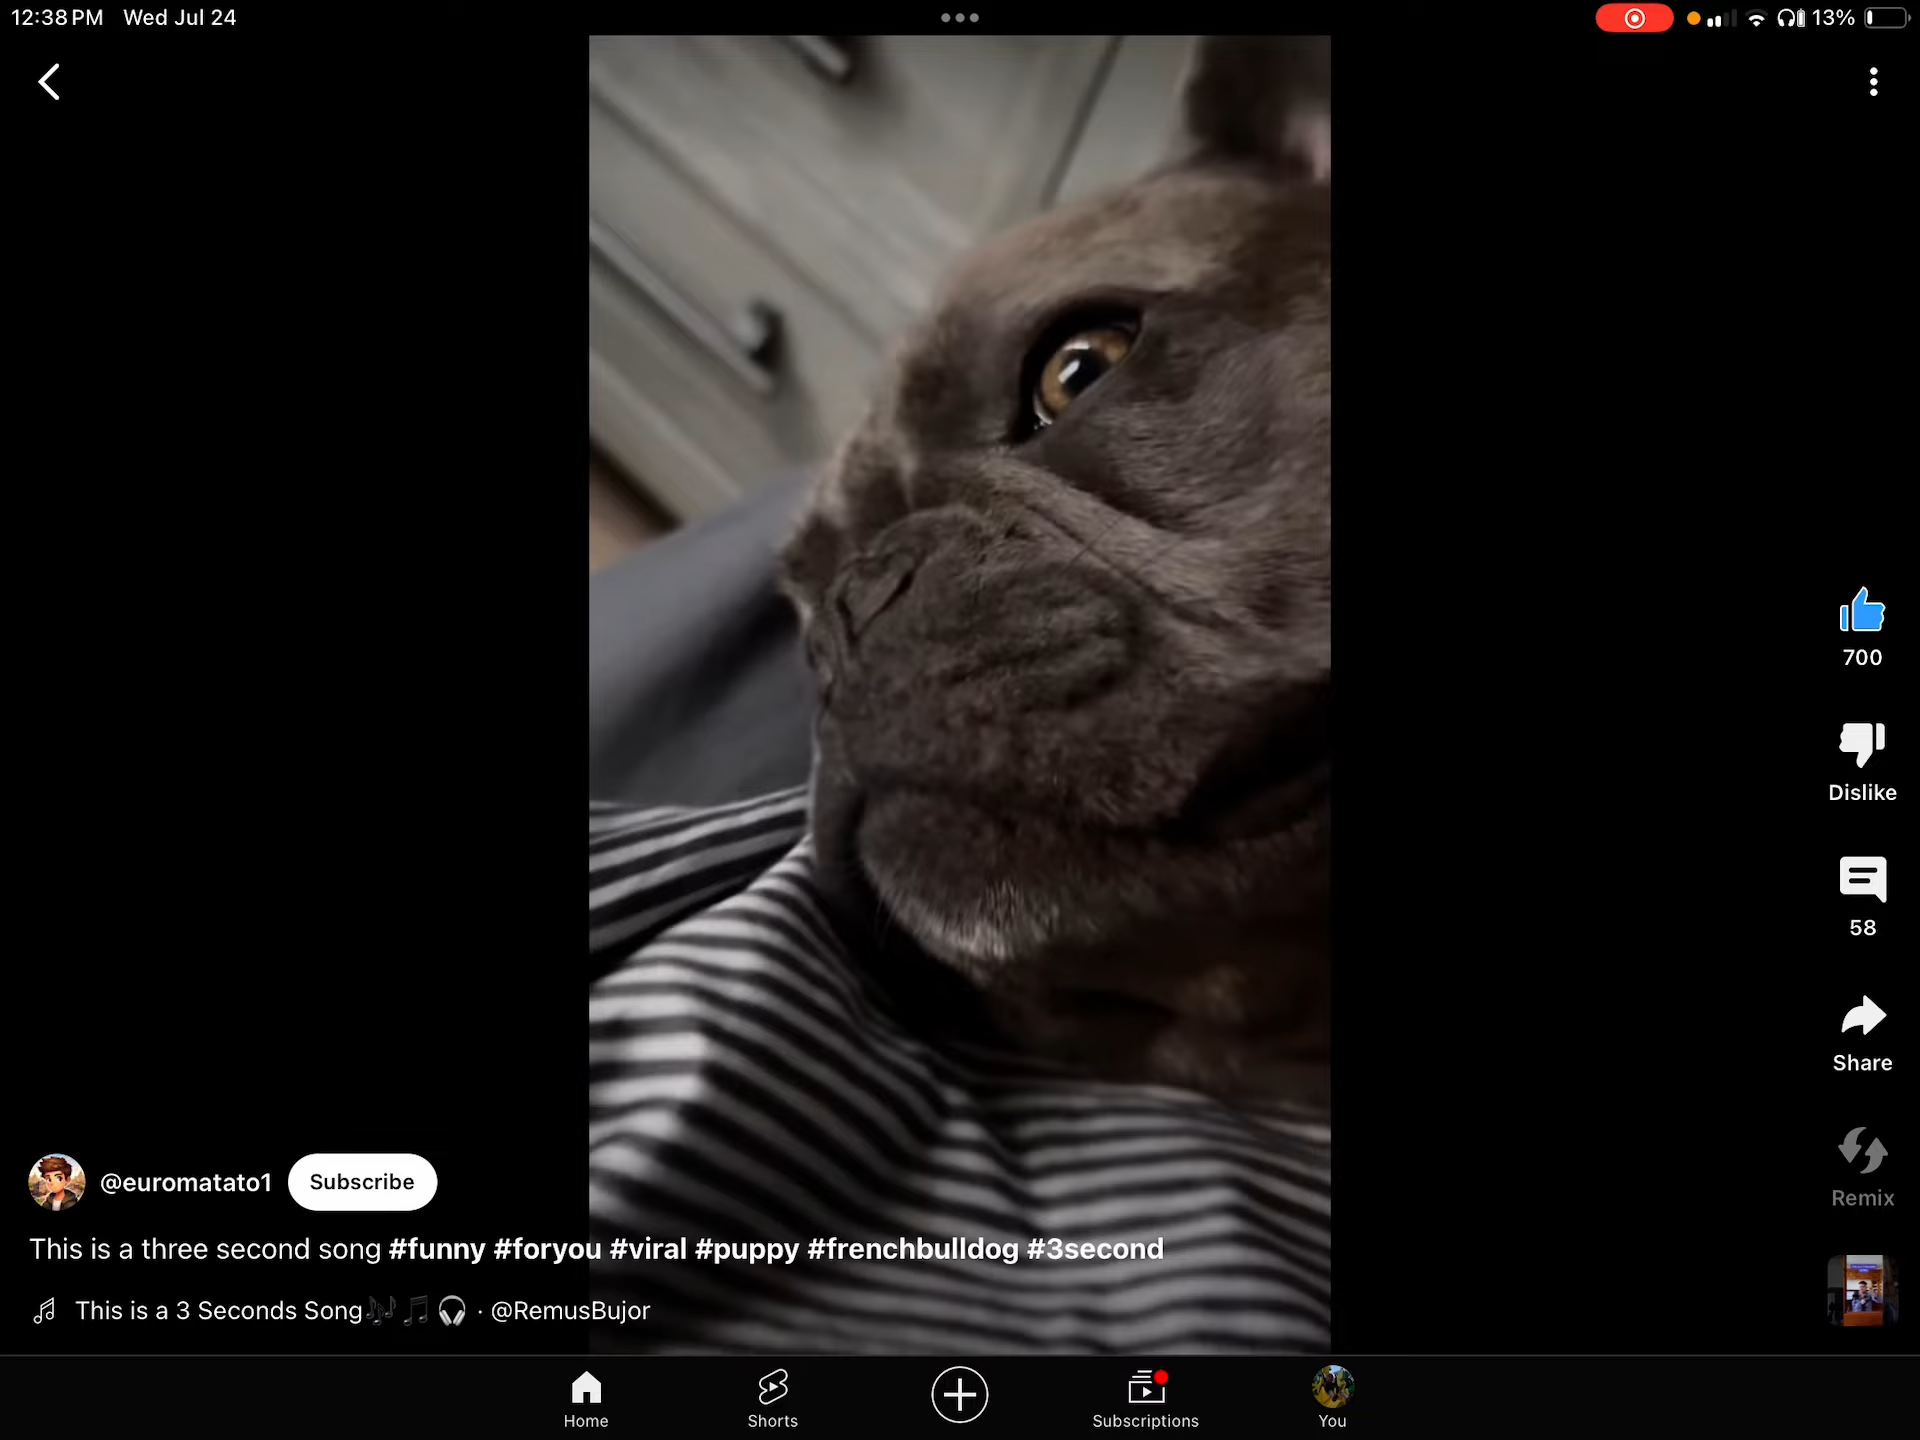 12:38 PM Wed Jul 24
13%
700
Dislike
58
Share
Remix
@euromatato1 Subscribe
This is a three second song #funny #foryou #viral #puppy #frenchbulldog #3second
This is a 3 Seconds Song🎶🎵🎧 · @RemusBujor
Home Shorts Subscriptions You